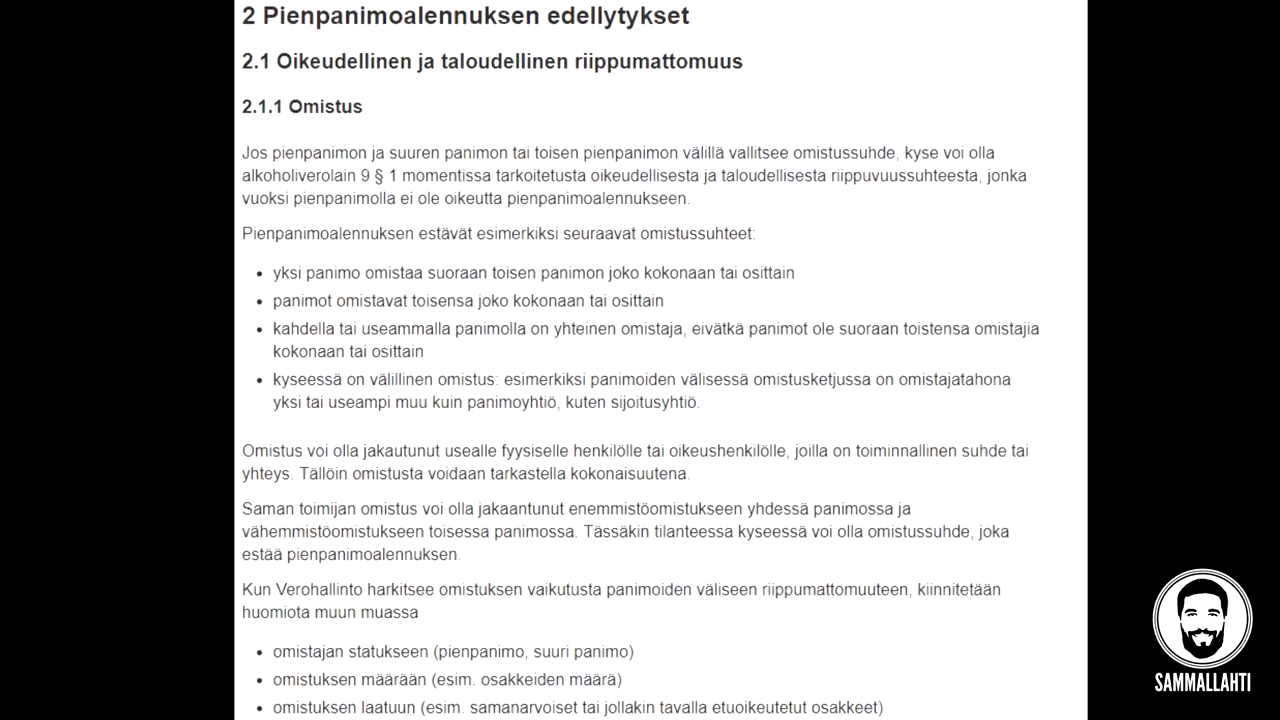 2 Pienpanimoalennuksen edellytykset
2.1 Oikeudellinen ja taloudellinen riippumattomuus
2.1.1 Omistus
Jos pienpanimon ja suuren panimon tai toisen pienpanimon välillä vallitsee omistussuhde, kyse voi olla
alkoholiverolain 9 § 1 momentissa tarkoitetusta oikeudellisesta ja taloudellisesta riippuvuussuhteesta, jonka
vuoksi pienpanimolla ei ole oikeutta pienpanimoalennukseen.
Pienpanimoalennuksen estävät esimerkiksi seuraavat omistussuhteet:
• yksi panimo omistaa suoraan toisen panimon joko kokonaan tai osittain
• panimot omistavat toisensa joko kokonaan tai osittain
• kahdella tai useammalla panimolla on yhteinen omistaja, eivätkä panimot ole suoraan toistensa omistajia
kokonaan tai osittain
• kyseessä on välillinen omistus: esimerkiksi panimoiden välisessä omistusketjussa on omistajatahona
yksi tai useampi muu kuin panimoyhtiö, kuten sijoitusyhtiö.
Omistus voi olla jakautunut usealle fyysiselle henkilölle tai oikeushenkilölle, joilla on toiminnallinen suhde tai
yhteys. Tällöin omistusta voidaan tarkastella kokonaisuutena.
Saman toimijan omistus voi olla jakaantunut enemmistöomistukseen yhdessä panimossa ja
vähemmistöomistukseen toisessa panimossa. Tässäkin tilanteessa kyseessä voi olla omistussuhde, joka
estää pienpanimoalennuksen.
Kun Verohallinto harkitsee omistuksen vaikutusta panimoiden väliseen riippumattomuuteen, kiinnitetään
huomiota muun muassa
• omistajan statukseen (pienpanimo, suuri panimo)
• omistuksen määrään (esim. osakkeiden määrä)
• omistuksen laatuun (esim. samanarvoiset tai jollakin tavalla etuoikeutetut osakkeet)
SAMMALLAHTI